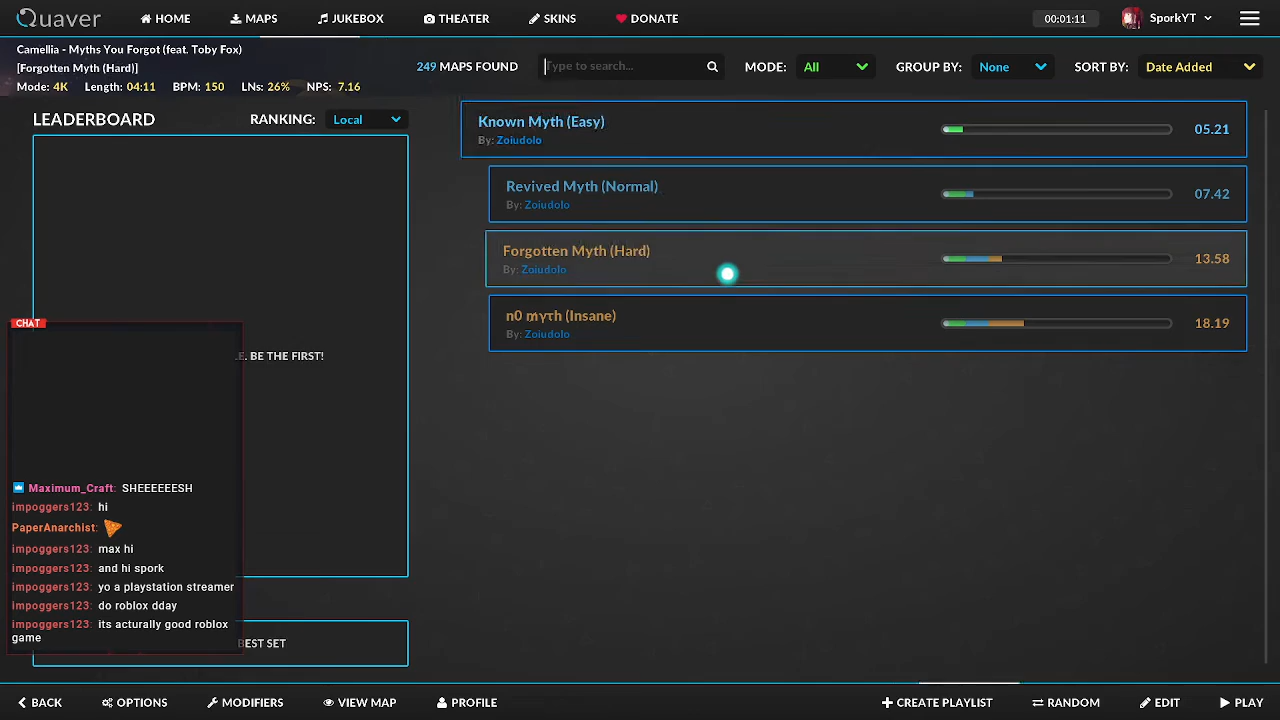 Quaver HOME MAPS JUKEBOX THEATER SKINS DONATE 00:01:11 SporkYT
Camellia - Myths You Forgot (feat. Toby Fox)
[Forgotten Myth (Hard)]
Mode: 4K Length: 04:11 BPM: 150 LNs: 26% NPS: 7.16
249 MAPS FOUND Type to search... MODE: All GROUP BY: None SORT BY: Date Added
LEADERBOARD RANKING: Local
Known Myth (Easy) 05.21
By: Zoiudolo
Revived Myth (Normal) 07.42
By: Zoiudolo
Forgotten Myth (Hard) 13.58
By: Zoiudolo
n0 ṃγτh (Insane) 18.19
By: Zoiudolo
CHAT
E. BE THE FIRST!
Maximum_Craft: SHEEEEEESH
impoggers123: hi
PaperAnarchist:
impoggers123: max hi
impoggers123: and hi spork
impoggers123: yo a playstation streamer
impoggers123: do roblox dday
impoggers123: its acturally good roblox
game
BEST SET
BACK OPTIONS MODIFIERS VIEW MAP PROFILE CREATE PLAYLIST RANDOM EDIT PLAY